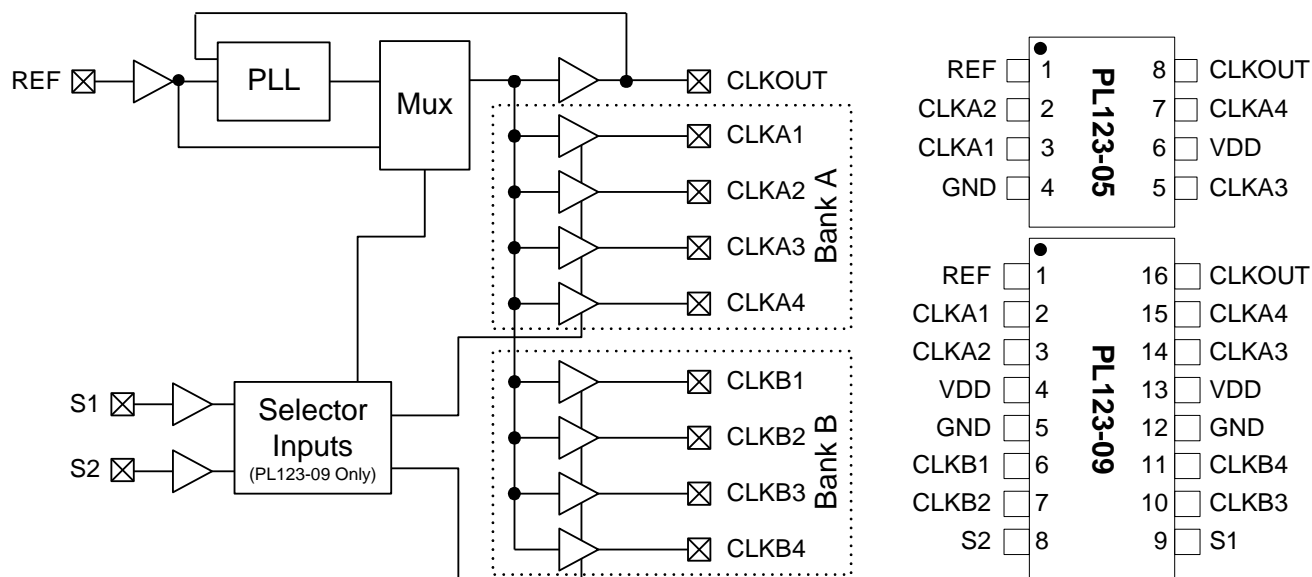 REF
PLL
Mux
CLKOUT
CLKA1
CLKA2
CLKA3
CLKA4
Bank A
S1
S2
Selector
Inputs
(PL123-09 Only)
CLKB1
CLKB2
CLKB3
CLKB4
Bank B
REF 1 8 CLKOUT
CLKA2 2 7 CLKA4
CLKA1 3 6 VDD
GND 4 5 CLKA3
PL123-05
REF 1 16 CLKOUT
CLKA1 2 15 CLKA4
CLKA2 3 14 CLKA3
VDD 4 13 VDD
GND 5 12 GND
CLKB1 6 11 CLKB4
CLKB2 7 10 CLKB3
S2 8 9 S1
PL123-09